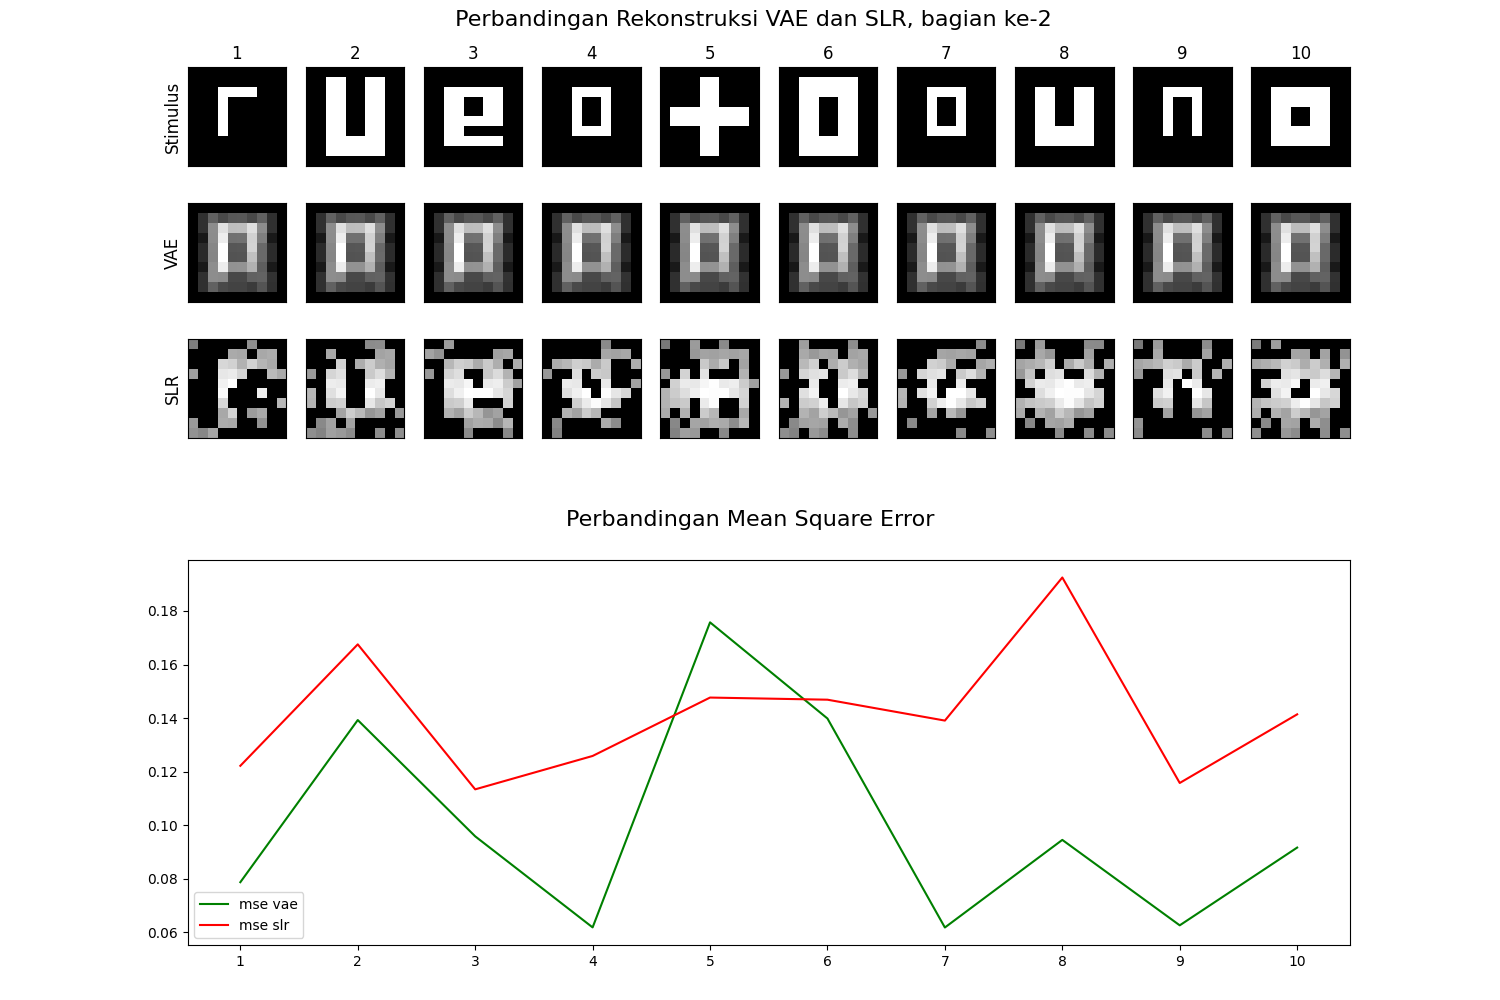 Perbandingan Rekonstruksi VAE dan SLR, bagian ke-2
1 2 3 4 5 6 7 8 9 10
Stimulus
VAE
SLR
Perbandingan Mean Square Error
0.18
0.16
0.14
0.12
0.10
0.08
0.06
mse vae
mse slr
1 2 3 4 5 6 7 8 9 10